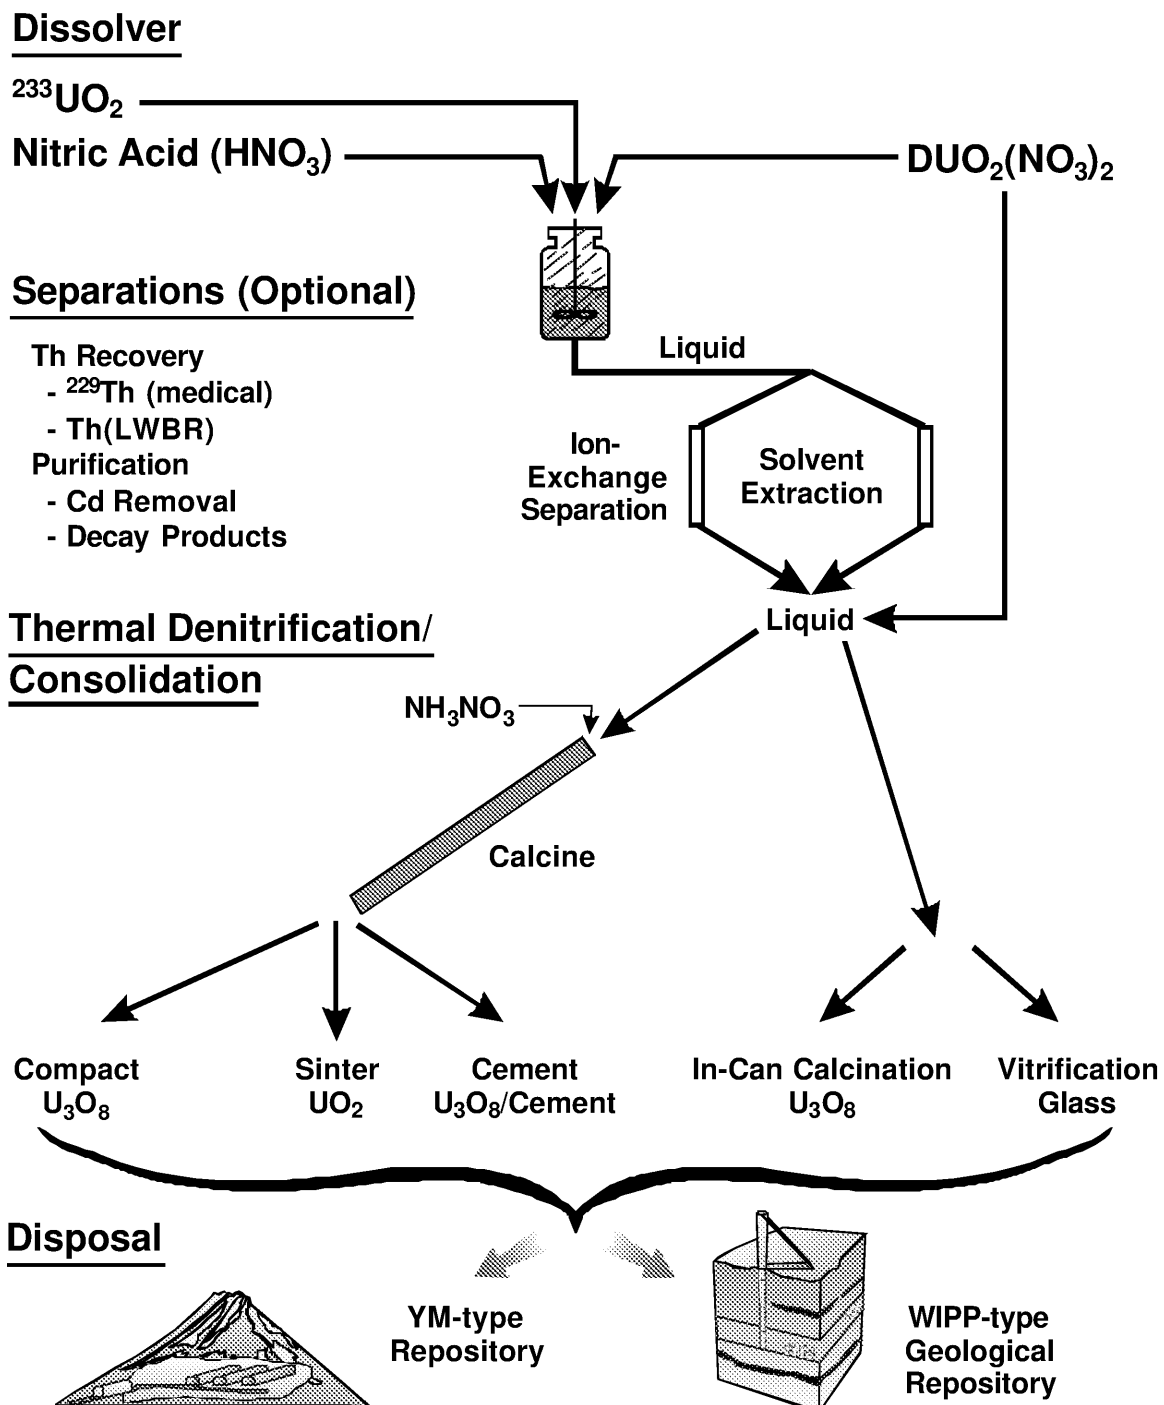 Dissolver
²³³UO₂
Nitric Acid (HNO₃)
DUO₂(NO₃)₂
Separations (Optional)
Th Recovery
- ²²⁹Th (medical)
- Th(LWBR)
Purification
- Cd Removal
- Decay Products
Liquid
Ion-
Exchange
Separation
Solvent
Extraction
Liquid
Thermal Denitrification/
Consolidation
NH₃NO₃
Calcine
Compact
U₃O₈
Sinter
UO₂
Cement
U₃O₈/Cement
In-Can Calcination
U₃O₈
Vitrification
Glass
Disposal
YM-type
Repository
WIPP-type
Geological
Repository